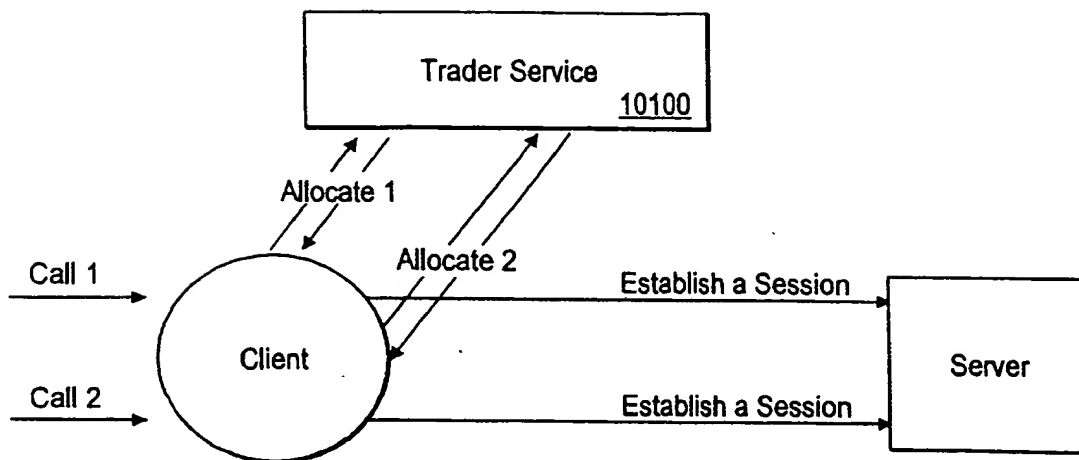 Trader Service
10100
Allocate 1
Allocate 2
Call 1
Establish a Session
Client
Server
Call 2
Establish a Session